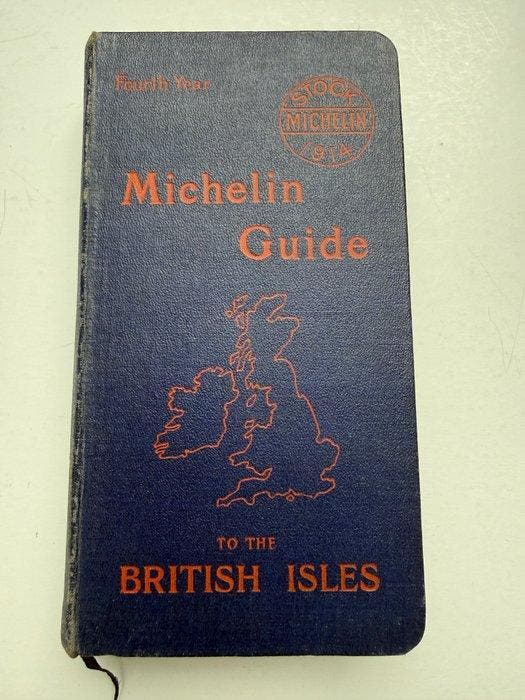 Fourth Year
STOCK
MICHELIN
1914
Michelin
Guide
TO THE
BRITISH ISLES